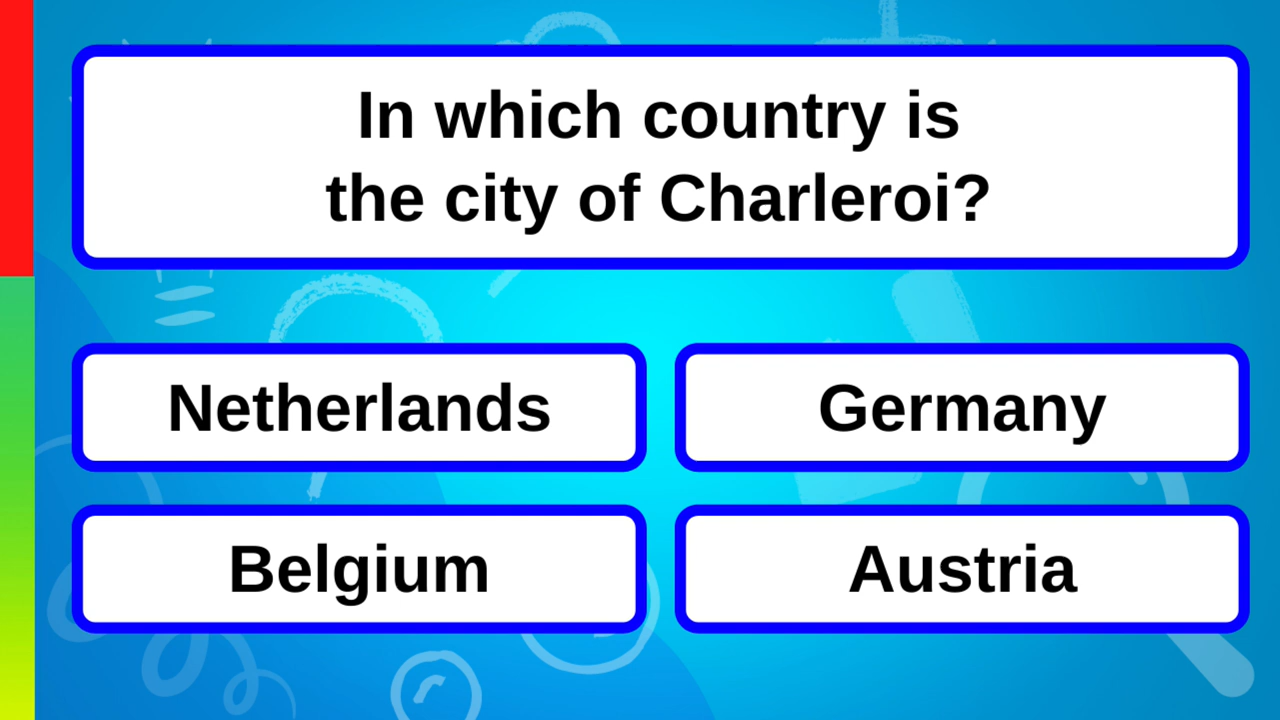 In which country is
the city of Charleroi?
Netherlands
Germany
Belgium
Austria